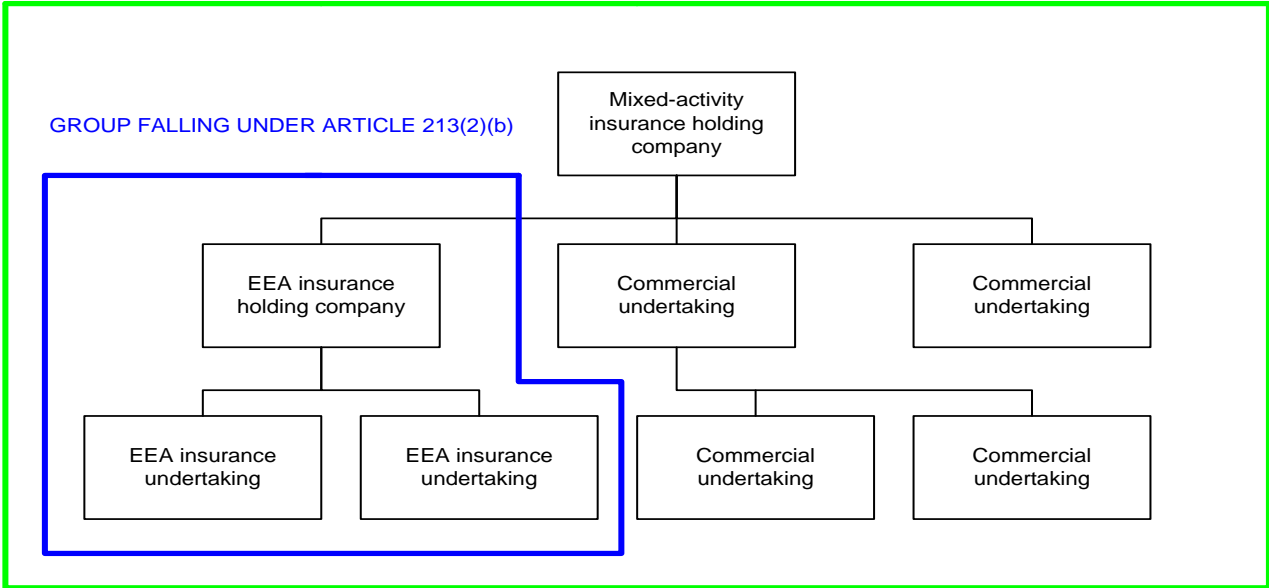 Mixed-activity
insurance holding
company
GROUP FALLING UNDER ARTICLE 213(2)(b)
EEA insurance
holding company
Commercial
undertaking
Commercial
undertaking
EEA insurance
undertaking
EEA insurance
undertaking
Commercial
undertaking
Commercial
undertaking